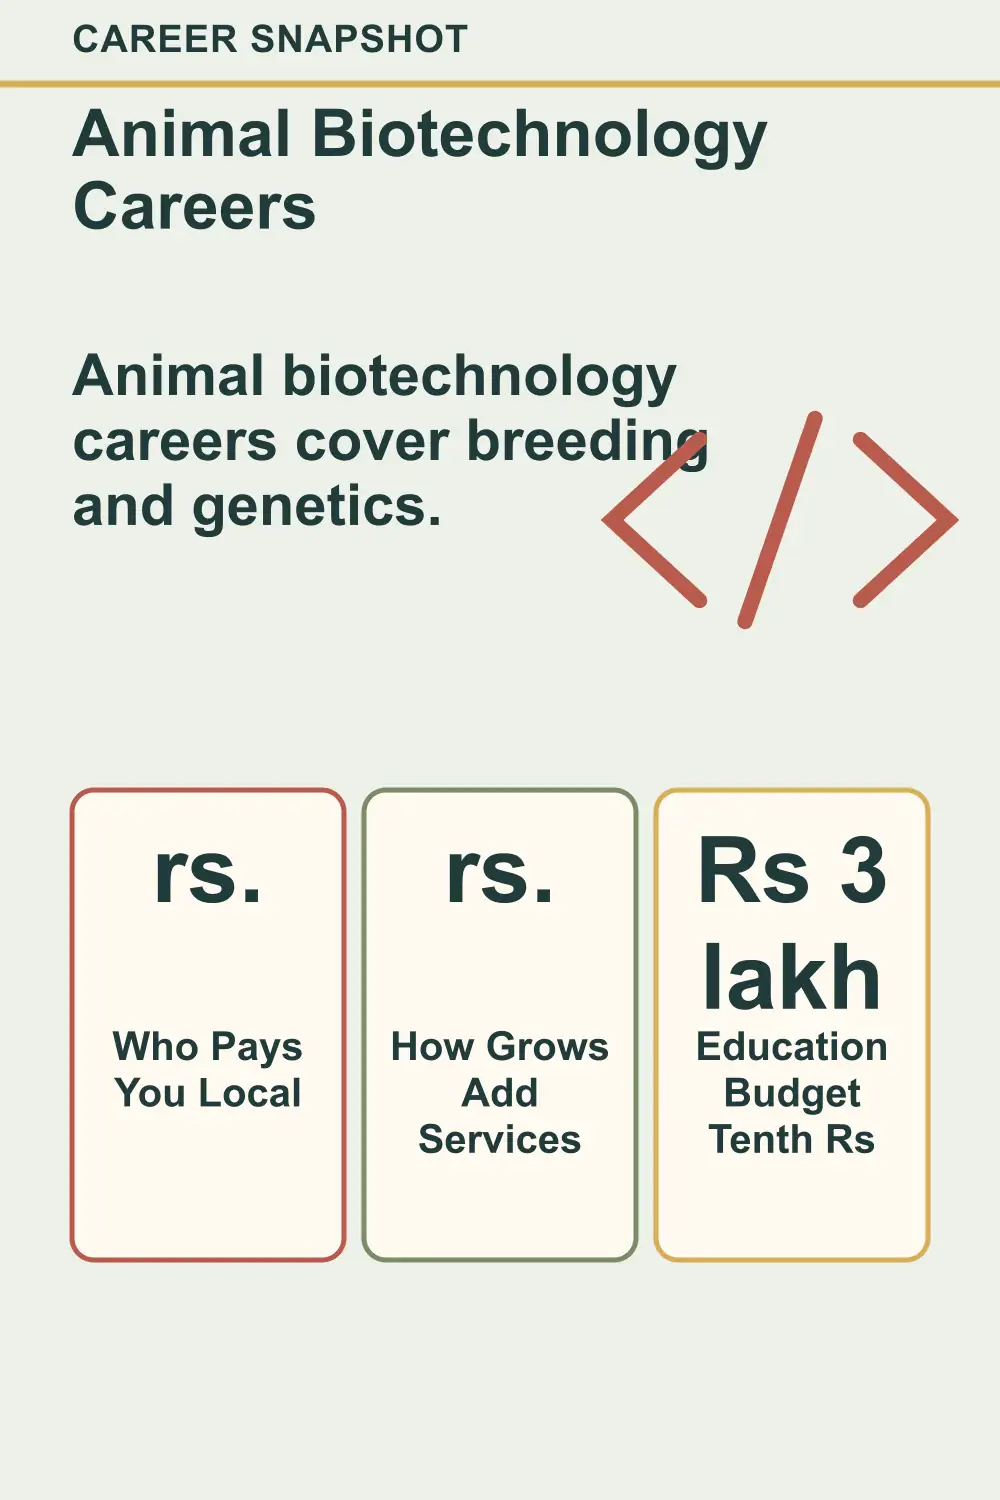 CAREER SNAPSHOT
Animal Biotechnology
Careers
Animal biotechnology
careers cover breeding
and genetics.
rs.
Who Pays
You Local
rs.
How Grows
Add
Services
Rs 3
lakh
Education
Budget
Tenth Rs